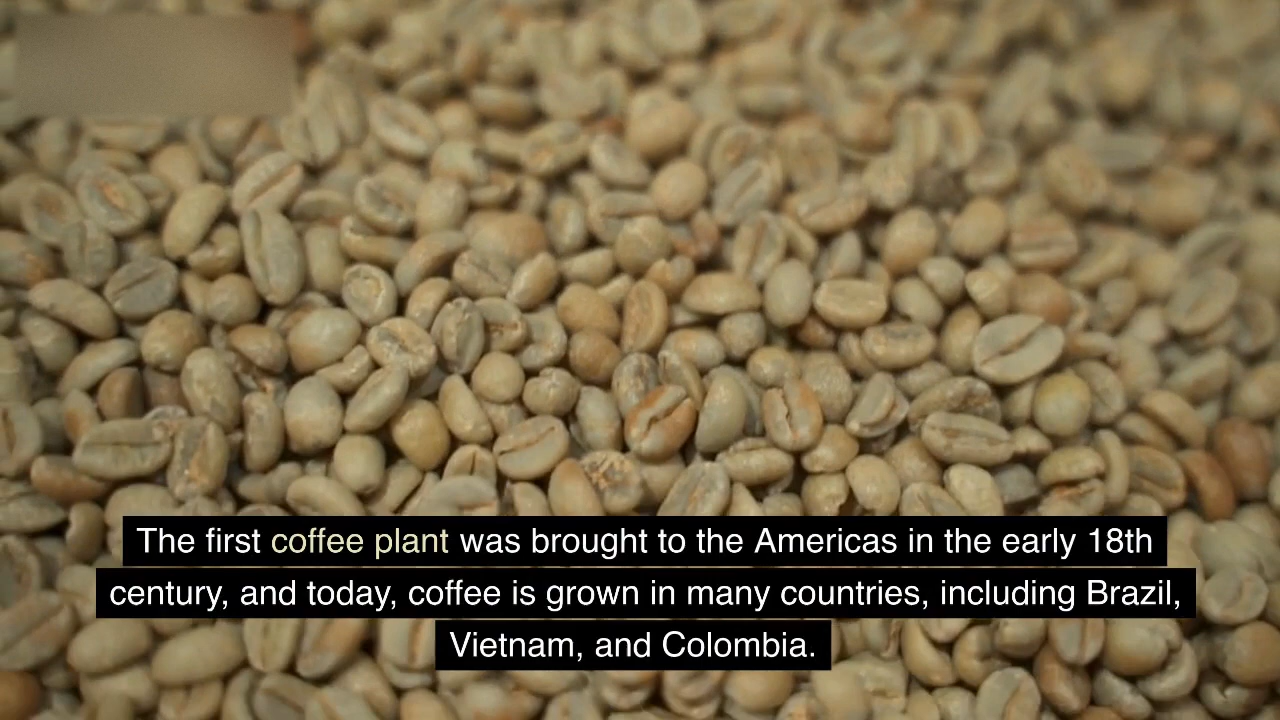 The first coffee plant was brought to the Americas in the early 18th
century, and today, coffee is grown in many countries, including Brazil,
Vietnam, and Colombia.